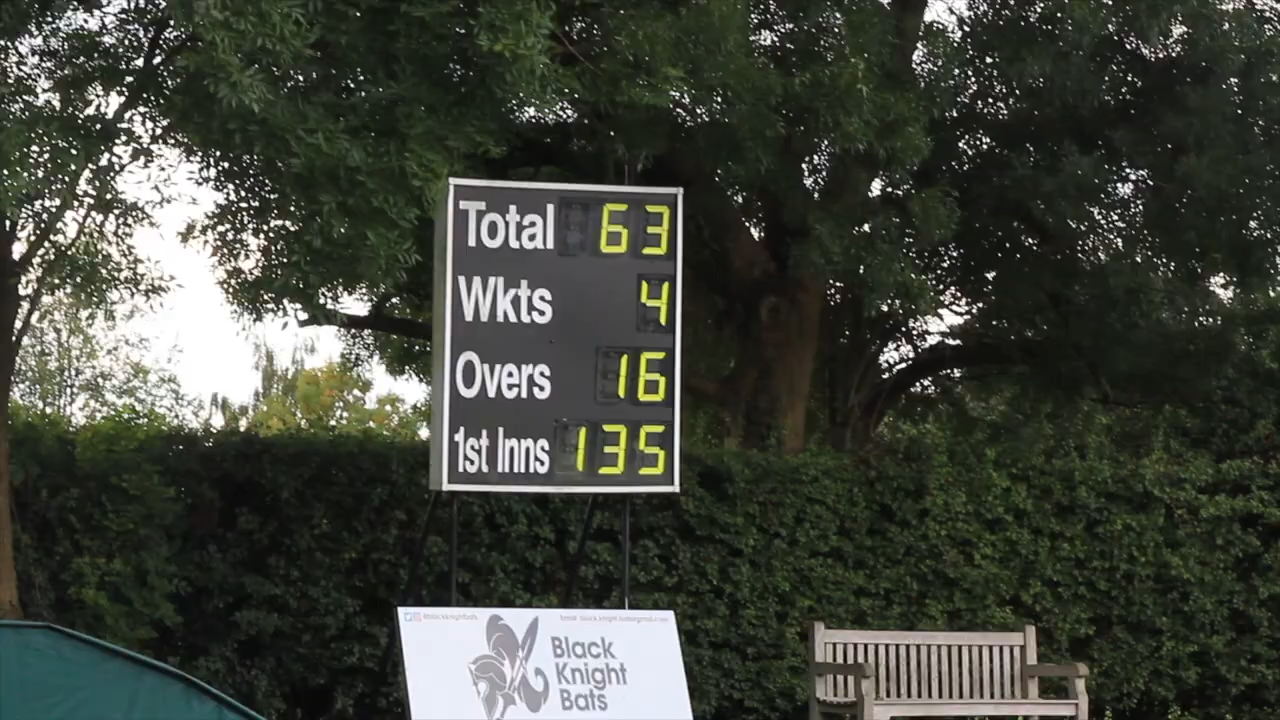 Total 63
Wkts 4
Overs 16
1st Inns 135
Black
Knight
Bats